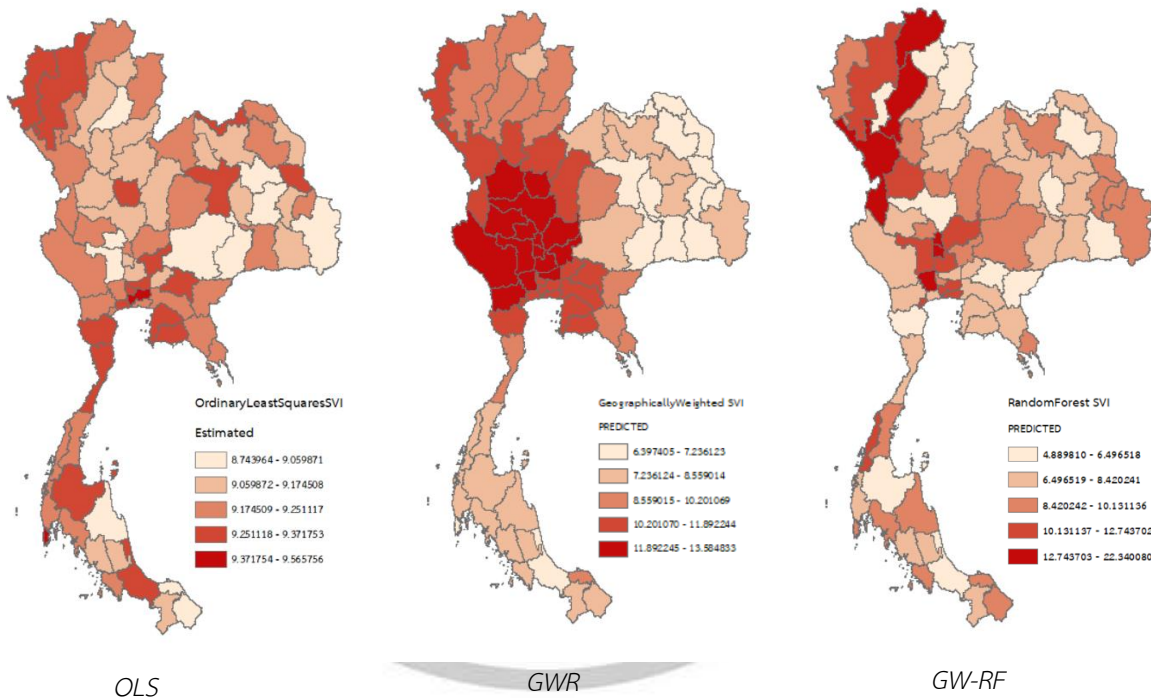 OrdinaryLeastSquaresSVI
Estimated
8.743964 - 9.059871
9.059872 - 9.174508
9.174509 - 9.251117
9.251118 - 9.371753
9.371754 - 9.565756
GeographicallyWeighted SVI
PREDICTED
6.397405 - 7.236123
7.236124 - 8.559014
8.559015 - 10.201069
10.201070 - 11.892244
11.892245 - 13.584833
RandomForest SVI
PREDICTED
4.889810 - 6.496518
6.496519 - 8.420241
8.420242 - 10.131136
10.131137 - 12.743702
12.743703 - 22.340080
OLS
GWR
GW-RF